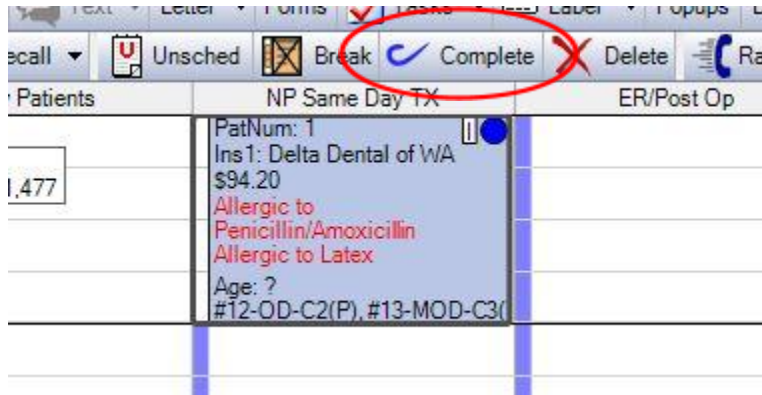 Text Letter Forms Tasks Label Popups
ecall Unsched Break Complete Delete Ra
Patients NP Same Day TX ER/Post Op
PatNum: 1
Ins1: Delta Dental of WA
1,477 $94.20
Allergic to
Penicillin/Amoxicillin
Allergic to Latex
Age: ?
#12-OD-C2(P), #13-MOD-C3(